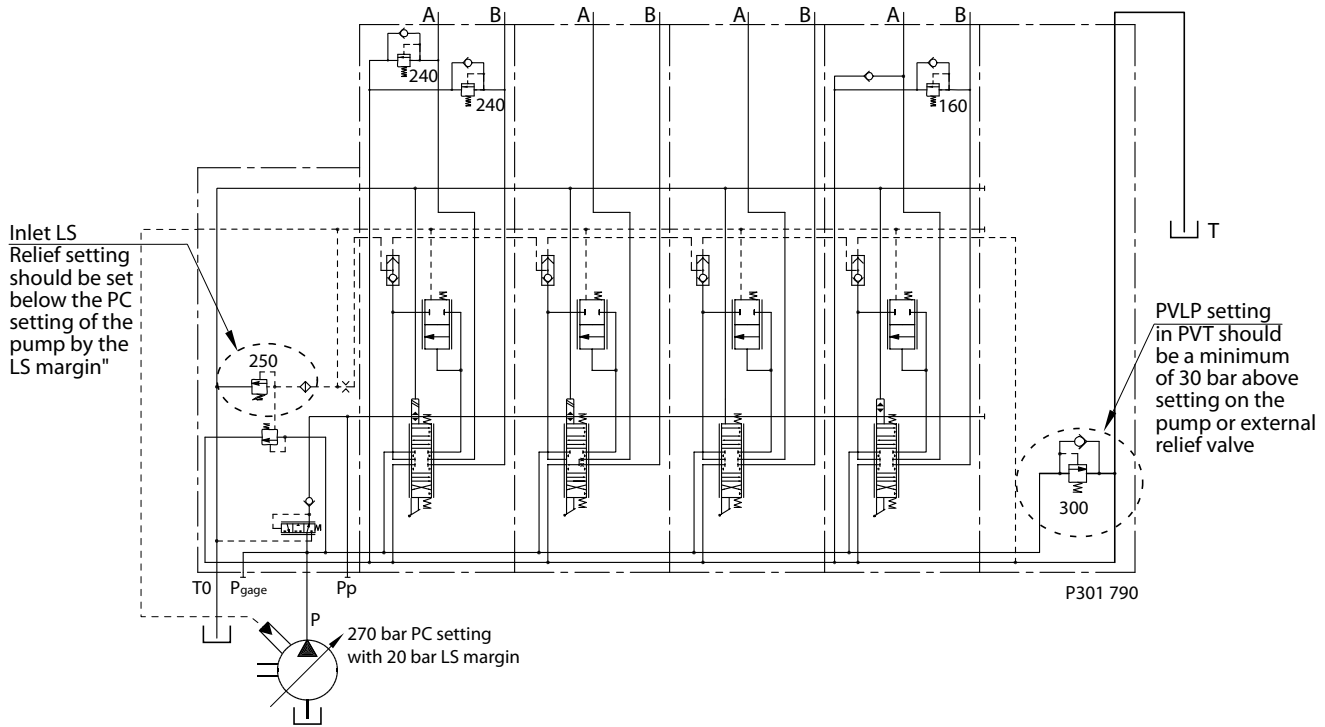 A B A B A B A B
240
240
160
Inlet LS
Relief setting
should be set
below the PC
setting of the
pump by the
LS margin"
250
T
PVLP setting
in PVT should
be a minimum
of 30 bar above
setting on the
pump or external
relief valve
300
T0 Pgage Pp
P301 790
P
270 bar PC setting
with 20 bar LS margin